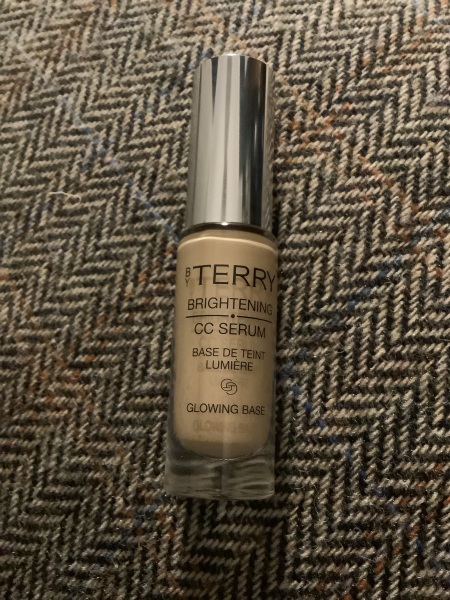 BY TERRY
BRIGHTENING
CC SERUM
BASE DE TEINT
LUMIÈRE
GLOWING BASE